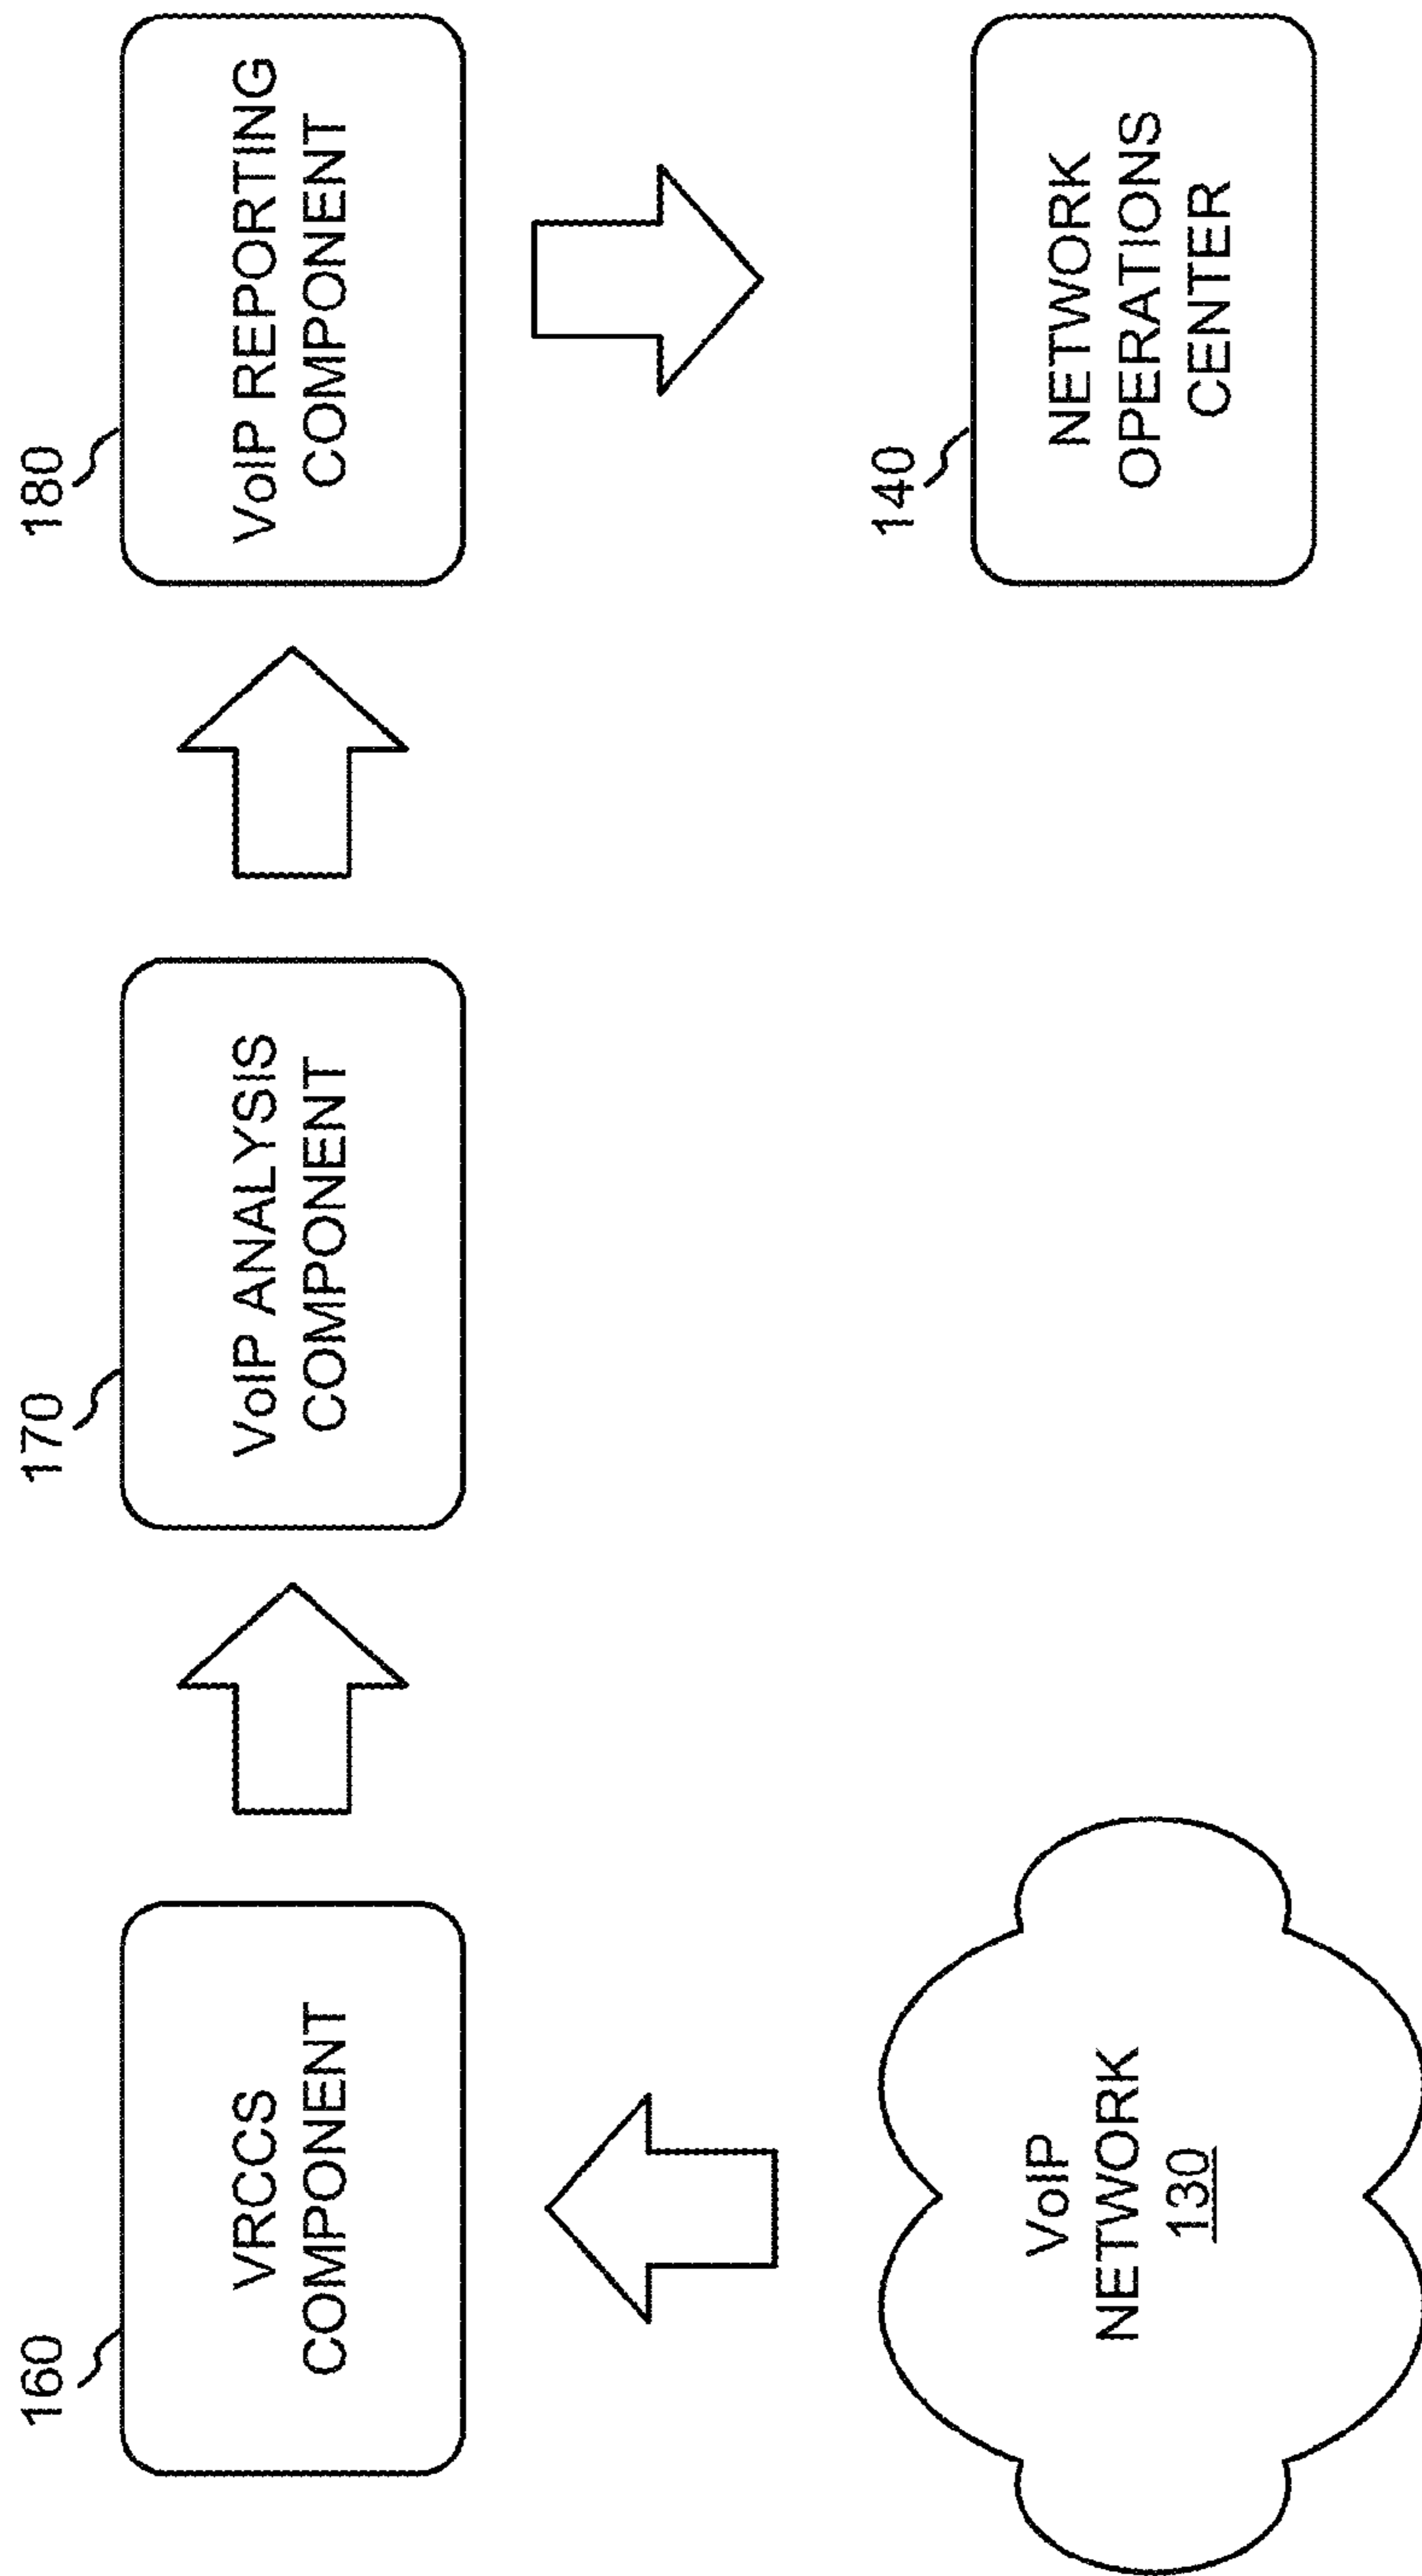 160
VRCCS
COMPONENT
170
VoIP ANALYSIS
COMPONENT
180
VoIP REPORTING
COMPONENT
VoIP
NETWORK
130
140
NETWORK
OPERATIONS
CENTER